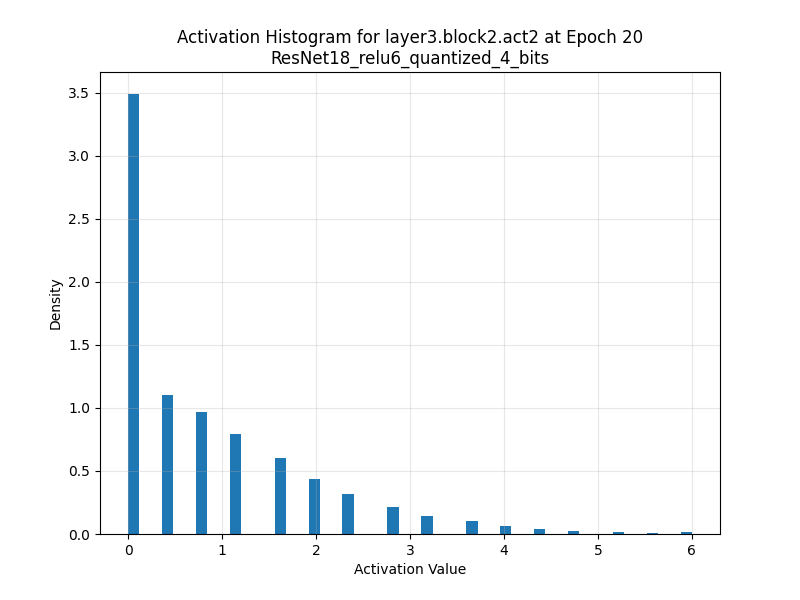 Activation Histogram for layer3.block2.act2 at Epoch 20
ResNet18_relu6_quantized_4_bits
3.5
3.0
2.5
2.0
1.5
1.0
0.5
0.0
Density
0 1 2 3 4 5 6
Activation Value